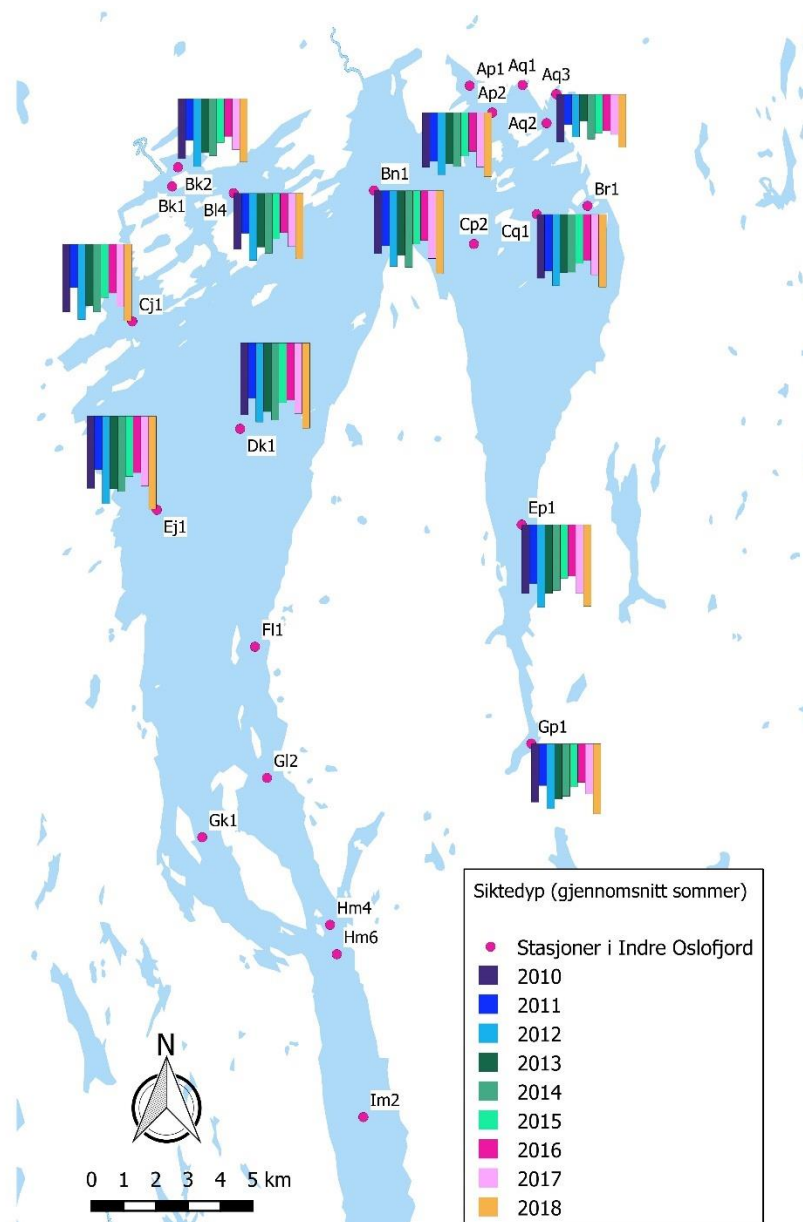 Ap1
Aq1
Aq3
Ap2
Aq2
Bk2
Bk1
Bl4
Bn1
Br1
Cp2
Cq1
Cj1
Dk1
Ej1
Ep1
Fl1
Gp1
Gl2
Gk1
Hm4
Hm6
Im2
Siktedyp (gjennomsnitt sommer)
Stasjoner i Indre Oslofjord
2010
2011
2012
2013
2014
2015
2016
2017
2018
N
0 1 2 3 4 5 km